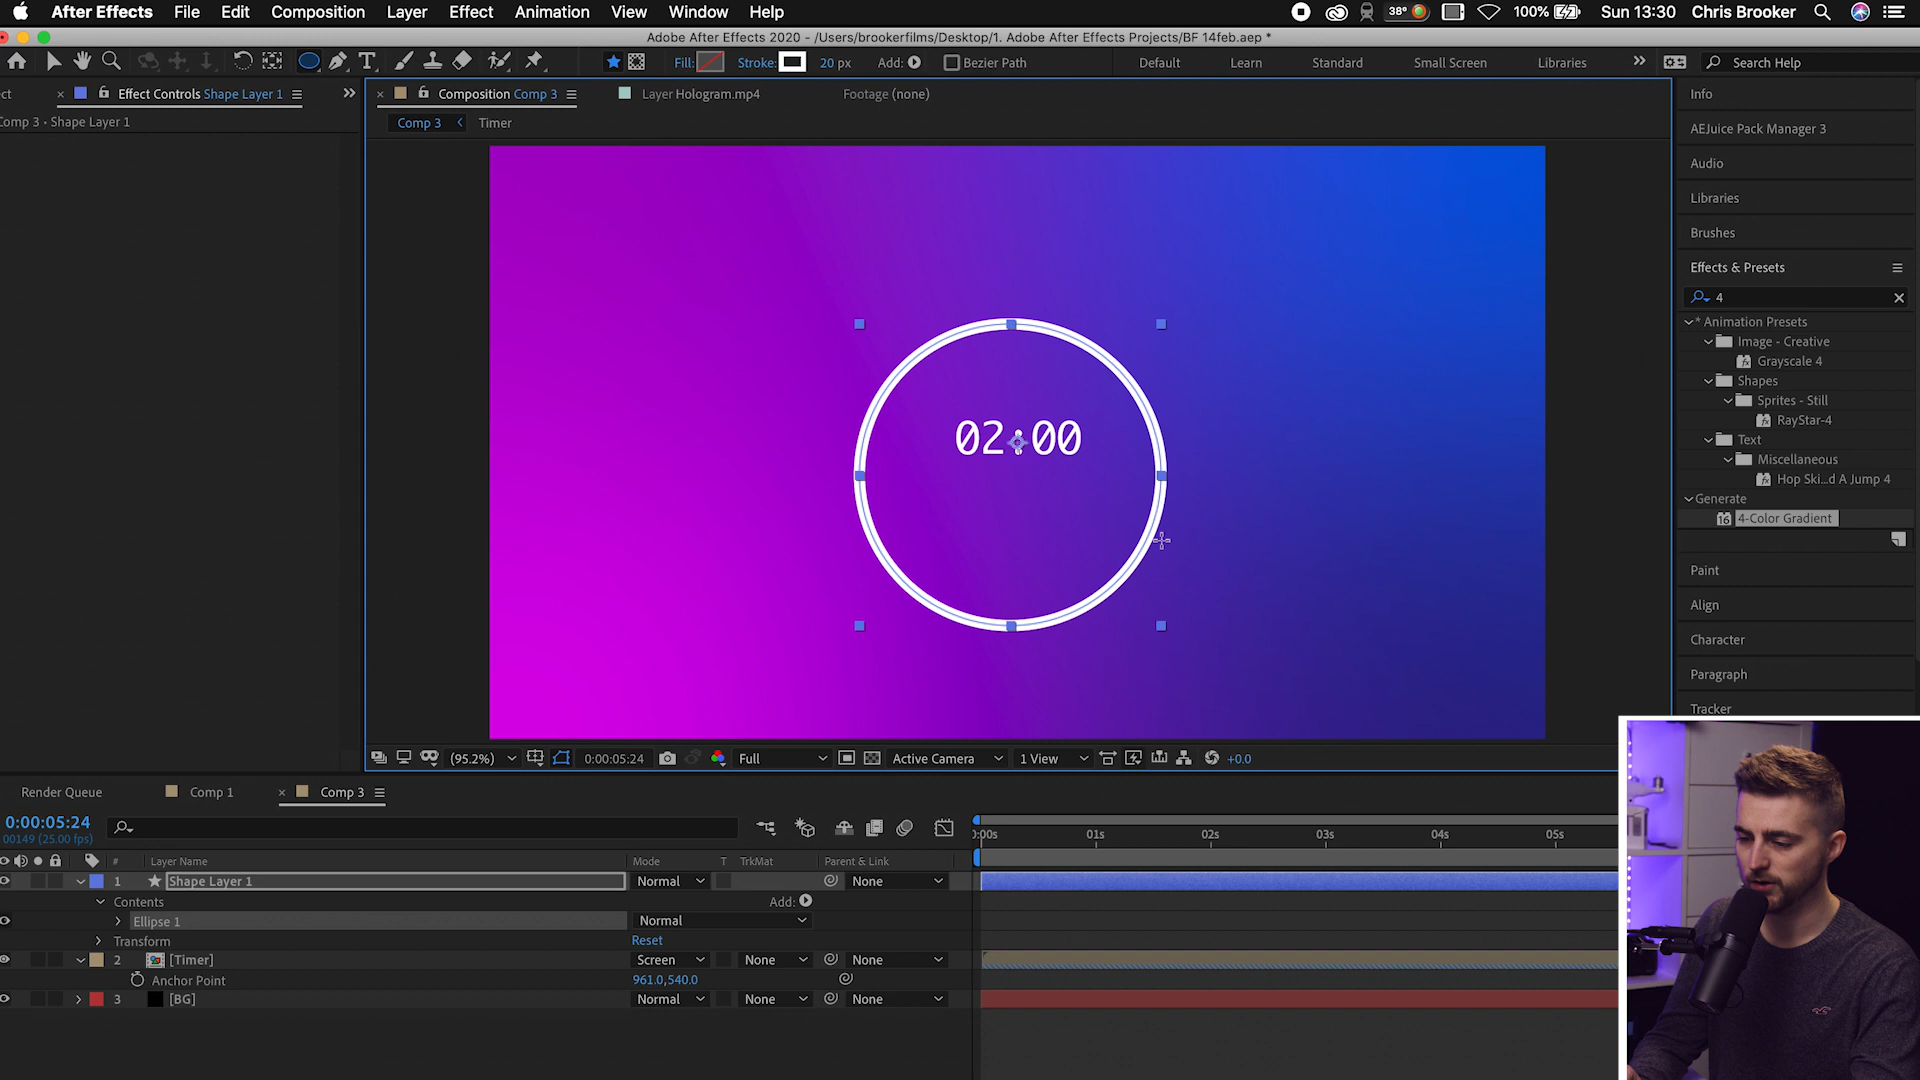 After Effects File Edit Composition Layer Effect Animation View Window Help 38° 100% Sun 13:30 Chris Brooker
Adobe After Effects 2020 - /Users/brookerfilms/Desktop/1. Adobe After Effects Projects/BF 14feb.aep *
Fill: Stroke: 20 px Add: Bezier Path Default Learn Standard Small Screen Libraries Search Help
ct Effect Controls Shape Layer 1 Composition Comp 3 Layer Hologram.mp4 Footage (none)
Comp 3 • Shape Layer 1
Comp 3 Timer
02:00
Info
AEJuice Pack Manager 3
Audio
Libraries
Brushes
Effects & Presets
4
* Animation Presets
Image - Creative
Grayscale 4
Shapes
Sprites - Still
RayStar-4
Text
Miscellaneous
Hop Ski...d A Jump 4
Generate
16 4-Color Gradient
Paint
Align
Character
Paragraph
Tracker
(95.2%) 0:00:05:24 Full Active Camera 1 View +0.0
Render Queue Comp 1 Comp 3
0:00:05:24
00149 (25.00 fps)
0:00s 01s 02s 03s 04s 05s
# Layer Name Mode T TrkMat Parent & Link
1 Shape Layer 1 Normal None
Contents Add:
Ellipse 1 Normal
Transform Reset
2 [Timer] Screen None None
Anchor Point 961.0,540.0
3 [BG] Normal None None